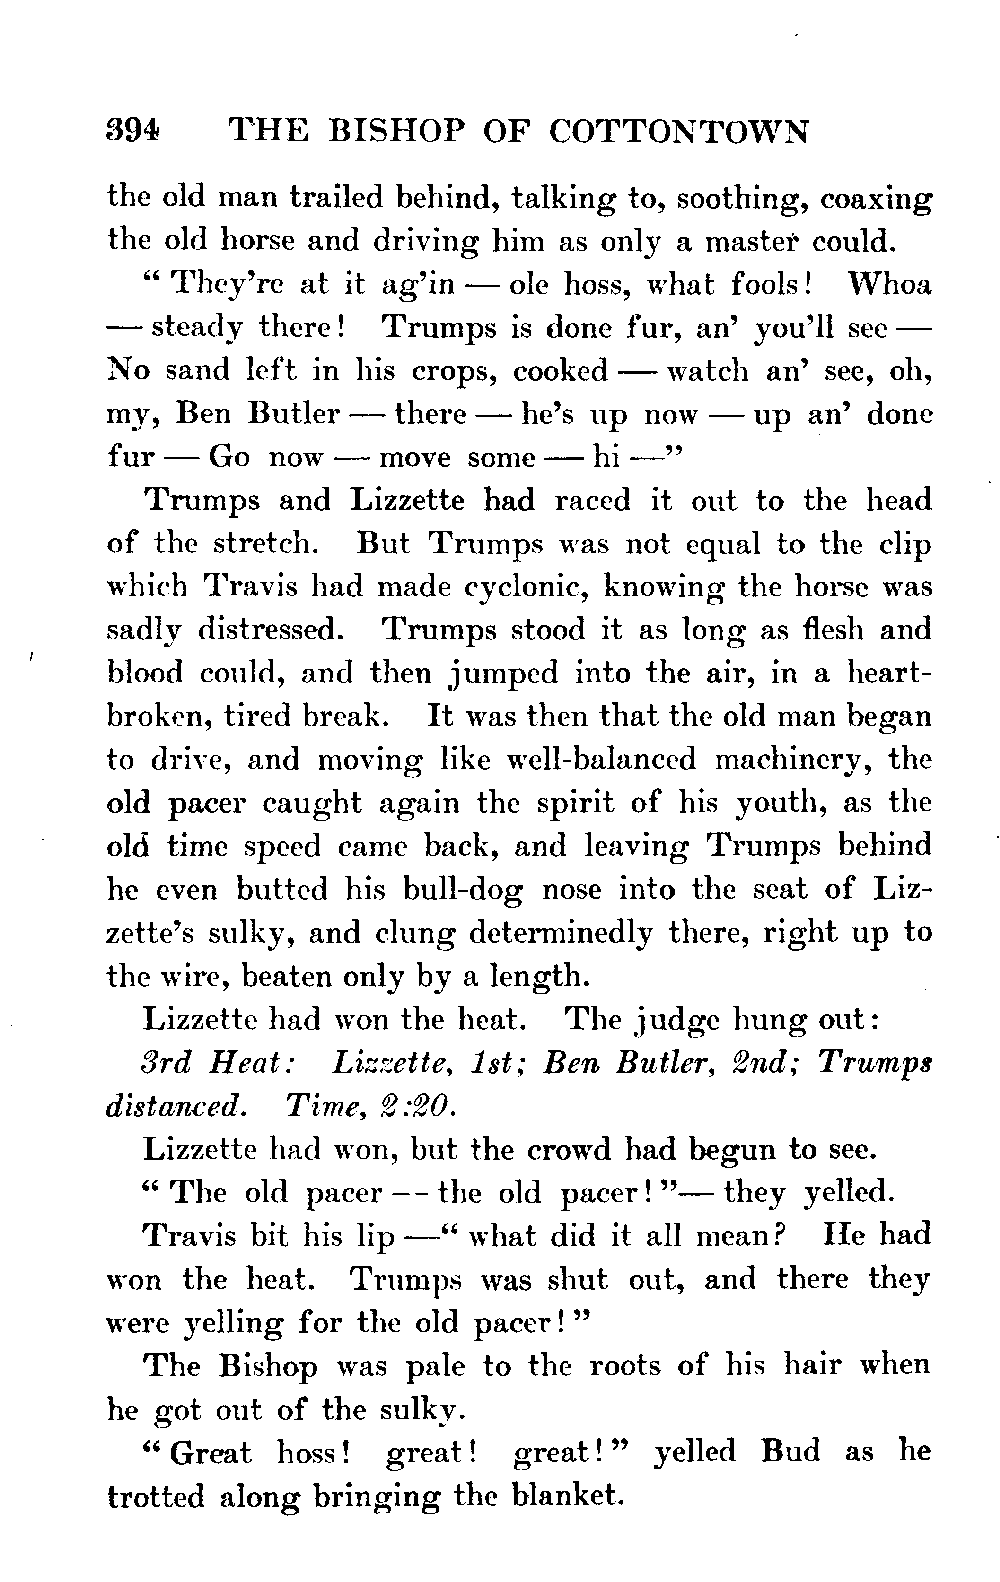 394 THE BISHOP OF COTTONTOWN
the old man trailed behind, talking to, soothing, coaxing
the old horse and driving him as only a master could.
“ They’re at it ag’in — ole hoss, what fools! Whoa
— steady there! Trumps is done fur, an’ you’ll see —
No sand left in his crops, cooked — watch an’ see, oh,
my, Ben Butler — there — he’s up now — up an’ done
fur — Go now — move some — hi —”
Trumps and Lizzette had raced it out to the head
of the stretch. But Trumps was not equal to the clip
which Travis had made cyclonic, knowing the horse was
sadly distressed. Trumps stood it as long as flesh and
blood could, and then jumped into the air, in a heart-
broken, tired break. It was then that the old man began
to drive, and moving like well-balanced machinery, the
old pacer caught again the spirit of his youth, as the
old time speed came back, and leaving Trumps behind
he even butted his bull-dog nose into the seat of Liz-
zette’s sulky, and clung determinedly there, right up to
the wire, beaten only by a length.
Lizzette had won the heat. The judge hung out:
3rd Heat: Lizzette, 1st; Ben Butler, 2nd; Trumps
distanced. Time, 2:20.
Lizzette had won, but the crowd had begun to see.
“ The old pacer -- the old pacer! ”— they yelled.
Travis bit his lip —“ what did it all mean? He had
won the heat. Trumps was shut out, and there they
were yelling for the old pacer! ”
The Bishop was pale to the roots of his hair when
he got out of the sulky.
“ Great hoss! great! great! ” yelled Bud as he
trotted along bringing the blanket.